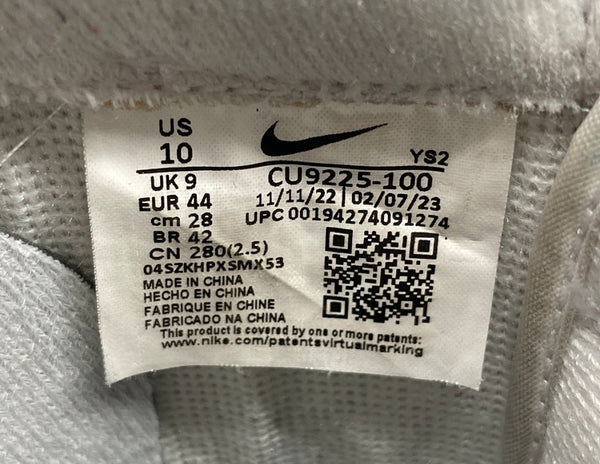 US
10
YS2
UK 9
CU9225-100
EUR 44
11/11/22 | 02/07/23
cm 28
UPC 00194274091274
BR 42
CN 280(2.5)
04SZKHPXSMX53
MADE IN CHINA
HECHO EN CHINA
FABRIQUE EN CHINE
FABRICADO NA CHINA
This product is covered by one or more patents:
www.nike.com/patentsvirtualmarking